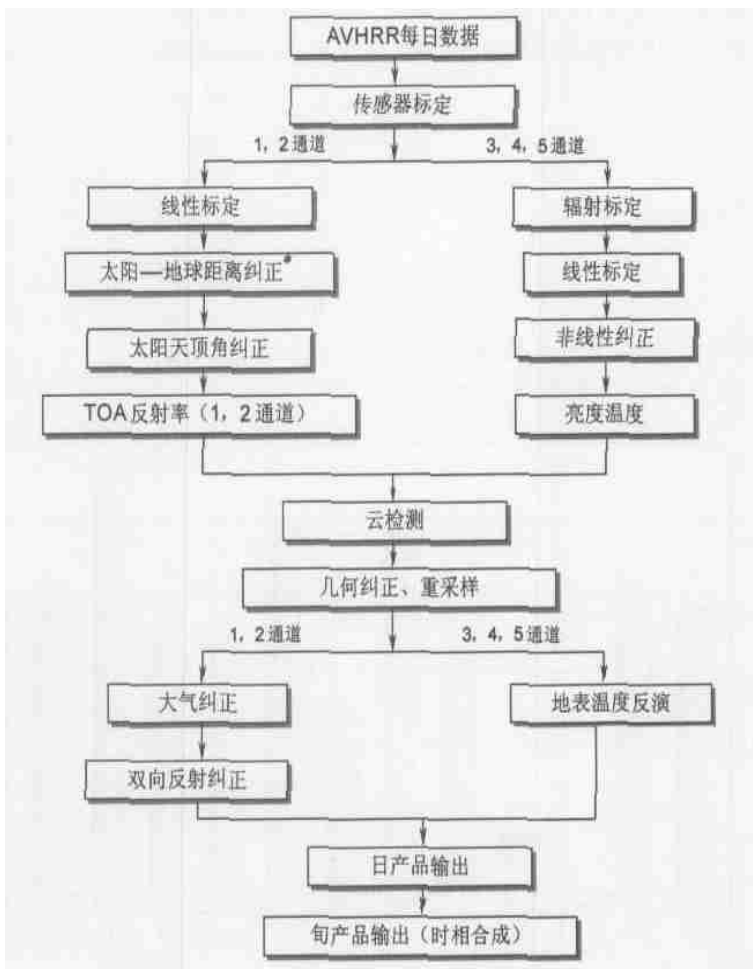 AVHRR每日数据
传感器标定
1，2通道
3，4，5通道
线性标定
辐射标定
太阳—地球距离纠正#
线性标定
太阳天顶角纠正
非线性纠正
TOA反射率（1，2通道）
亮度温度
云检测
几何纠正、重采样
1，2通道
3，4，5通道
大气纠正
地表温度反演
双向反射纠正
日产品输出
旬产品输出（时相合成）